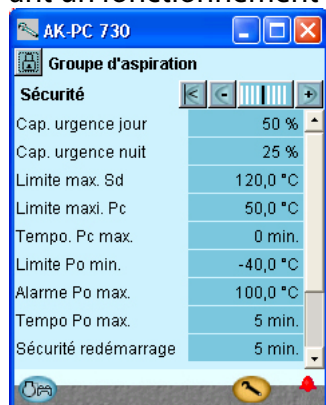 ant un fonctionnement
AK-PC 730
Groupe d'aspiration
Sécurité
Cap. urgence jour 50 %
Cap. urgence nuit 25 %
Limite max. Sd 120,0 °C
Limite maxi. Pc 50,0 °C
Tempo. Pc max. 0 min.
Limite Po min. -40,0 °C
Alarme Po max. 100,0 °C
Tempo Po max. 5 min.
Sécurité redémarrage 5 min.